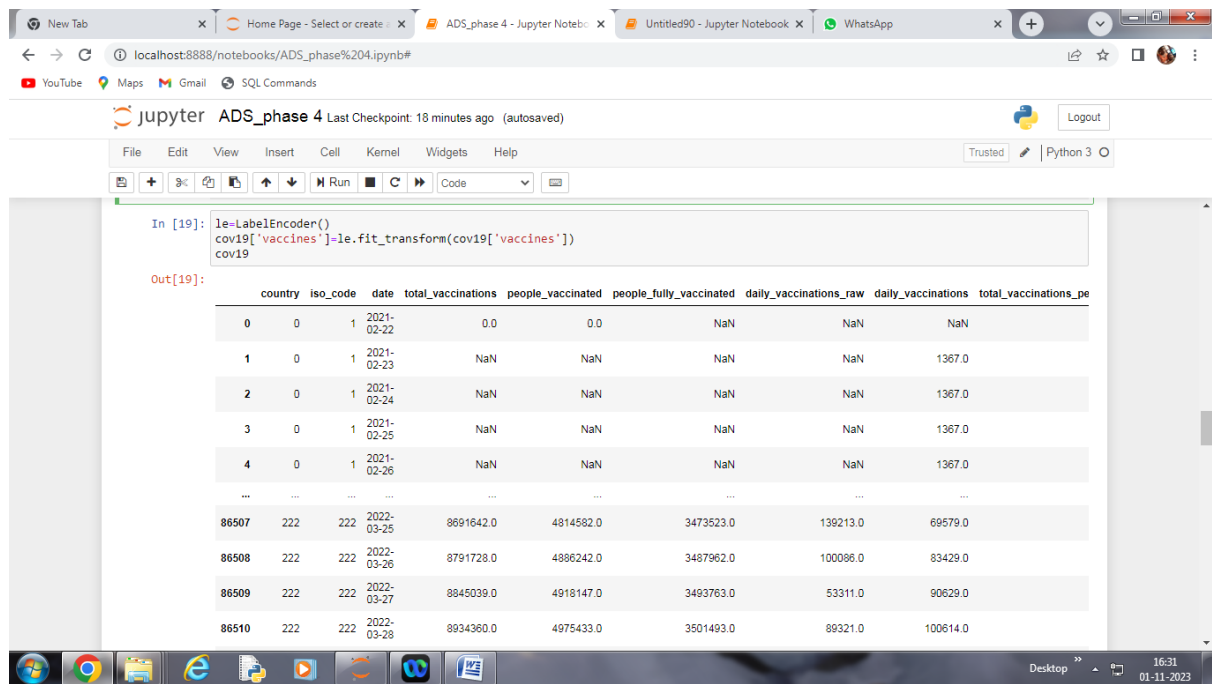 New Tab
Home Page - Select or create a
ADS_phase 4 - Jupyter Notebo
Untitled90 - Jupyter Notebook
WhatsApp
localhost:8888/notebooks/ADS_phase%204.ipynb#
YouTube Maps Gmail SQL Commands
jupyter ADS_phase 4 Last Checkpoint: 18 minutes ago (autosaved)
Logout
File Edit View Insert Cell Kernel Widgets Help
Trusted Python 3
Run Code
In [19]: le=LabelEncoder()
cov19['vaccines']=le.fit_transform(cov19['vaccines'])
cov19
Out[19]:
country iso_code date total_vaccinations people_vaccinated people_fully_vaccinated daily_vaccinations_raw daily_vaccinations total_vaccinations_pe
0 0 1 2021-02-22 0.0 0.0 NaN NaN NaN
1 0 1 2021-02-23 NaN NaN NaN NaN 1367.0
2 0 1 2021-02-24 NaN NaN NaN NaN 1367.0
3 0 1 2021-02-25 NaN NaN NaN NaN 1367.0
4 0 1 2021-02-26 NaN NaN NaN NaN 1367.0
... ... ... ... ... ... ... ... ...
86507 222 222 2022-03-25 8691642.0 4814582.0 3473523.0 139213.0 69579.0
86508 222 222 2022-03-26 8791728.0 4886242.0 3487962.0 100086.0 83429.0
86509 222 222 2022-03-27 8845039.0 4918147.0 3493763.0 53311.0 90629.0
86510 222 222 2022-03-28 8934360.0 4975433.0 3501493.0 89321.0 100614.0
Desktop
16:31
01-11-2023